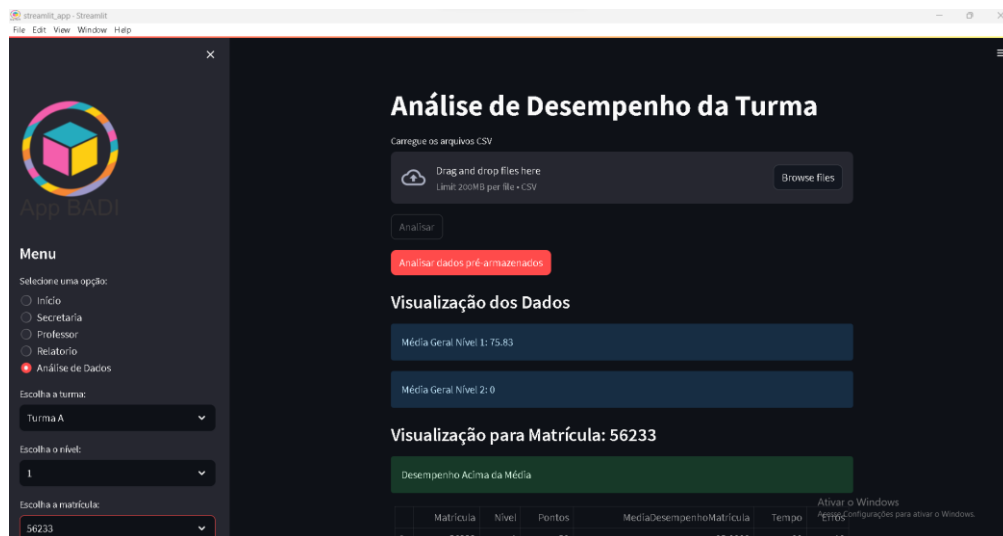 streamlit_app - Streamlit
File Edit View Window Help
App BADI
Menu
Selecione uma opção:
Início
Secretaria
Professor
Relatorio
Análise de Dados
Escolha a turma:
Turma A
Escolha o nível:
1
Escolha a matrícula:
56233
Análise de Desempenho da Turma
Carregue os arquivos CSV
Drag and drop files here
Limit 200MB per file • CSV
Browse files
Analisar
Analisar dados pré-armazenados
Visualização dos Dados
Média Geral Nível 1: 75.83
Média Geral Nível 2: 0
Visualização para Matrícula: 56233
Desempenho Acima da Média
Matrícula Nível Pontos MediaDesempenhoMatrícula Tempo Erros
Ativar o Windows
Acesse Configurações para ativar o Windows.